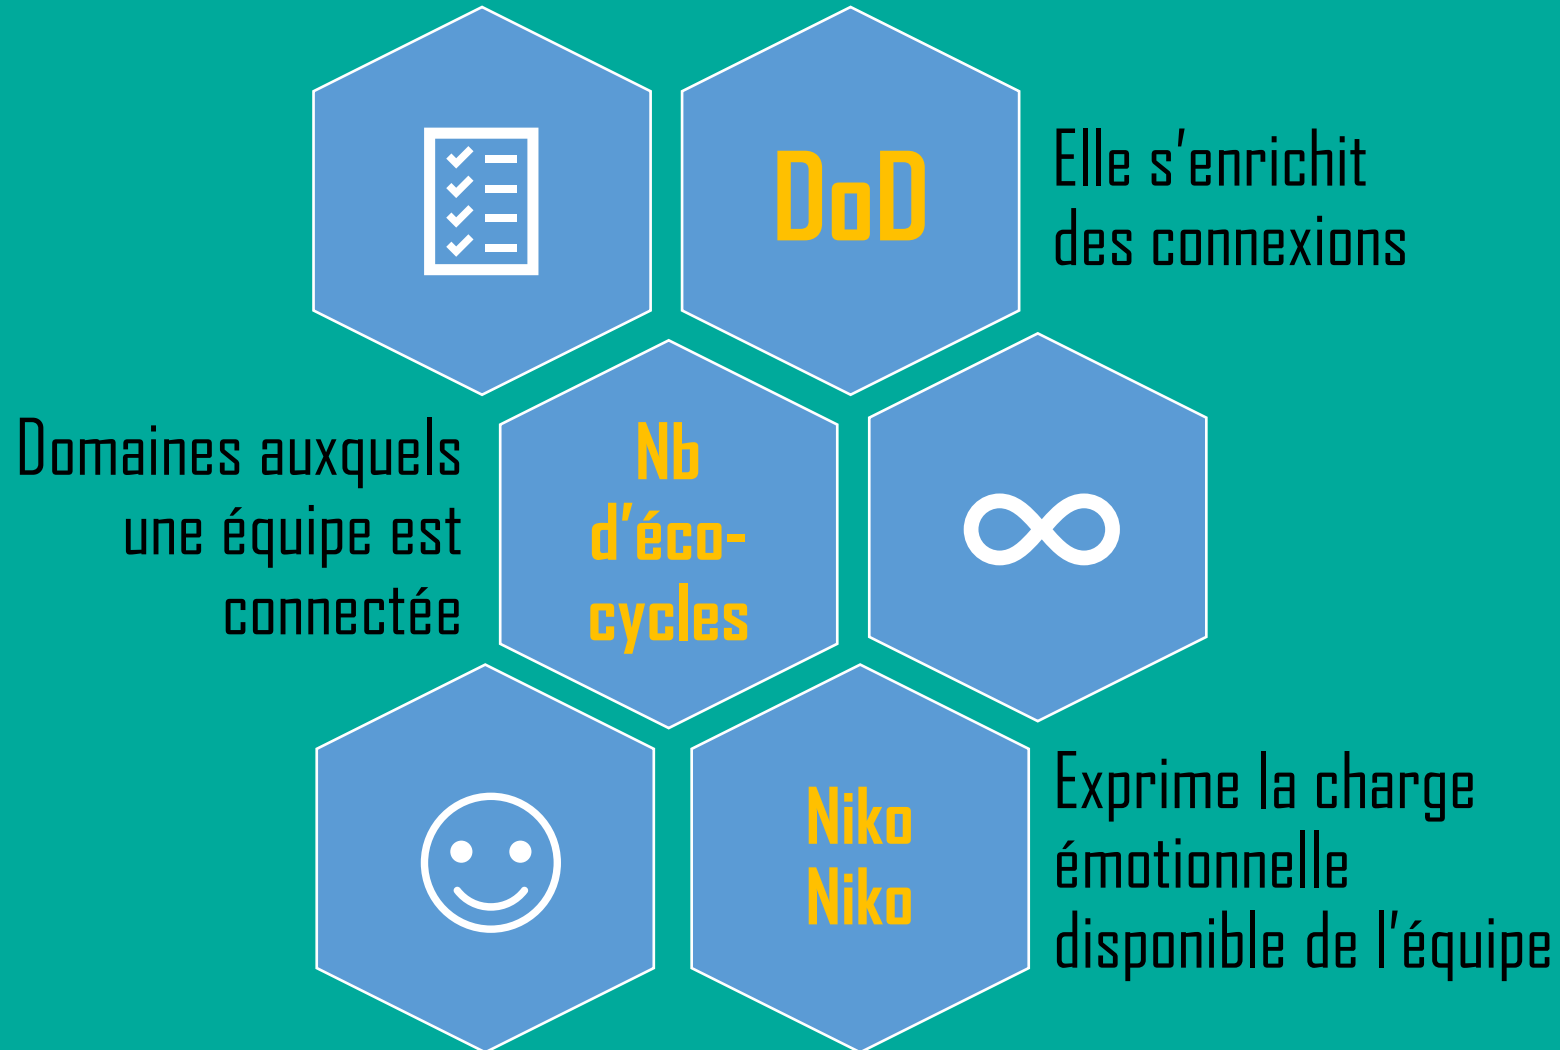 DoD
Elle s'enrichit
des connexions
Domaines auxquels
une équipe est
connectée
Nb
d'éco-
cycles
Niko
Niko
Exprime la charge
émotionnelle
disponible de l'équipe